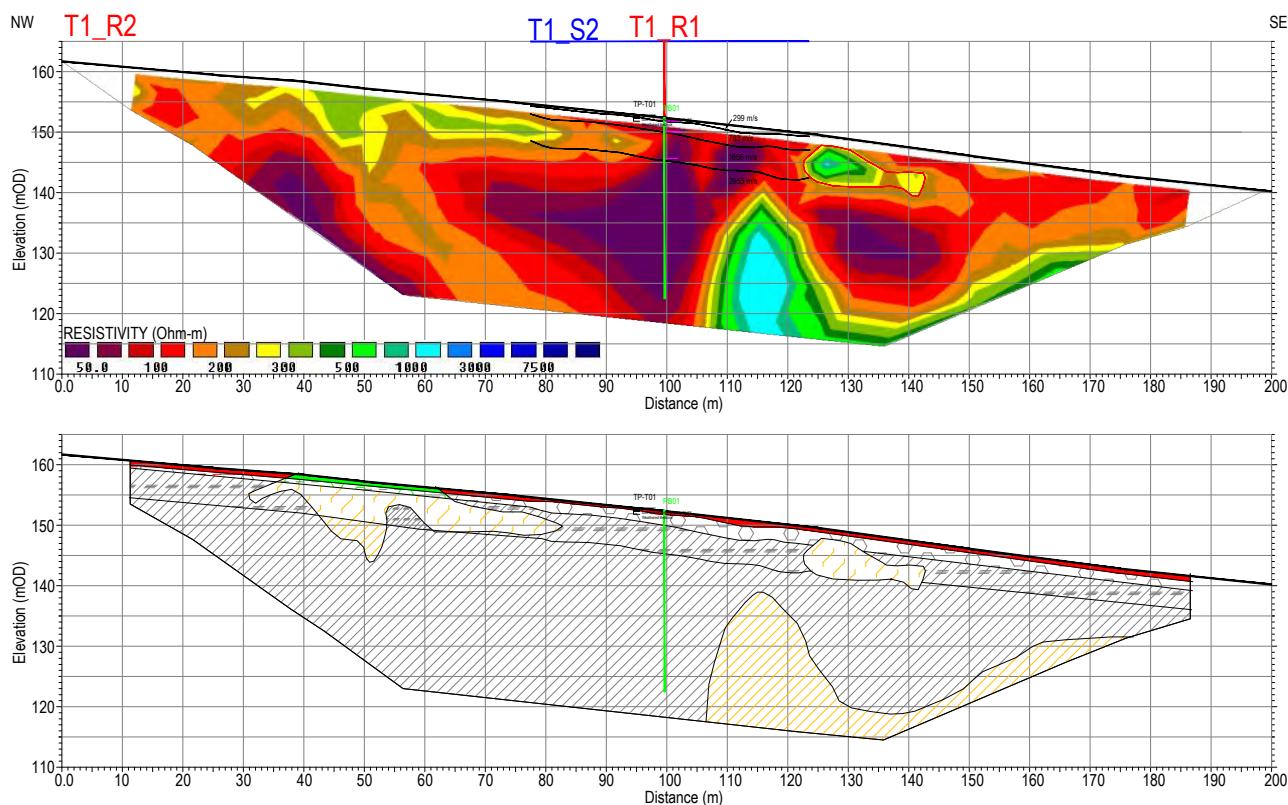 NW
T1_R2
T1_S2
T1_R1
SE
160
150
140
130
120
110
Elevation (mOD)
TP-T01
RB01
299 m/s
2953 m/s
RESISTIVITY (Ohm-m)
50.0 100 200 300 500 1000 3000 7500
0.0 10 20 30 40 50 60 70 80 90 100 110 120 130 140 150 160 170 180 190 200
Distance (m)
160
150
140
130
120
110
Elevation (mOD)
TP-T01
RB01
0.0 10 20 30 40 50 60 70 80 90 100 110 120 130 140 150 160 170 180 190 200
Distance (m)